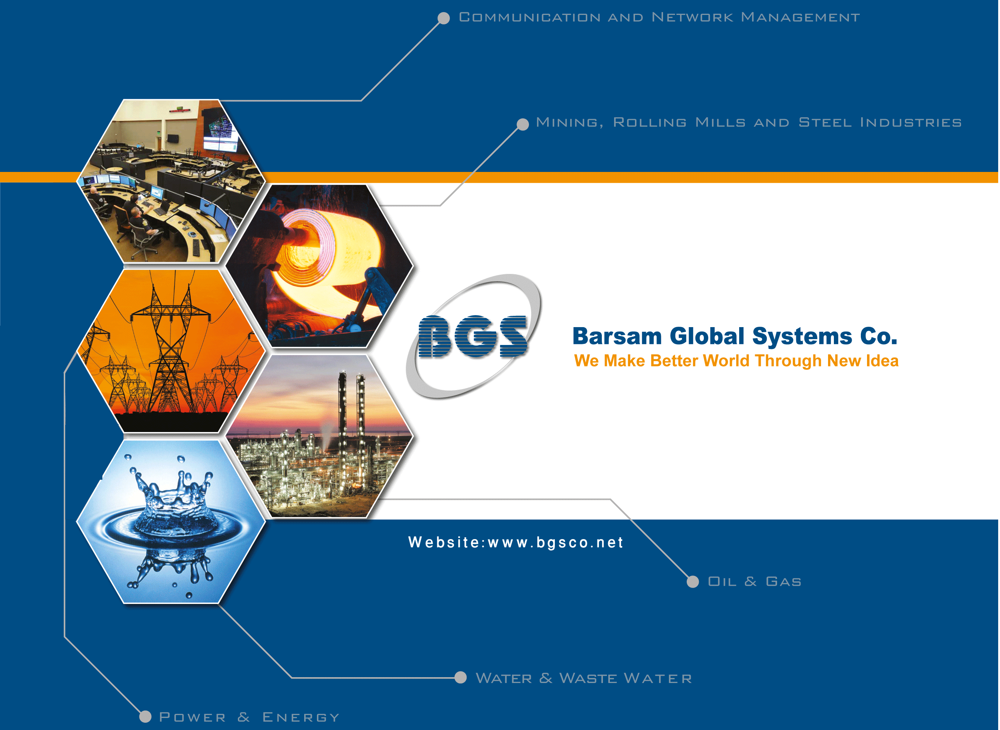 Communication and Network Management
Mining, Rolling Mills and Steel Industries
BGS
Barsam Global Systems Co.
We Make Better World Through New Idea
Website:www.bgsco.net
Oil & Gas
Water & Waste Water
Power & Energy